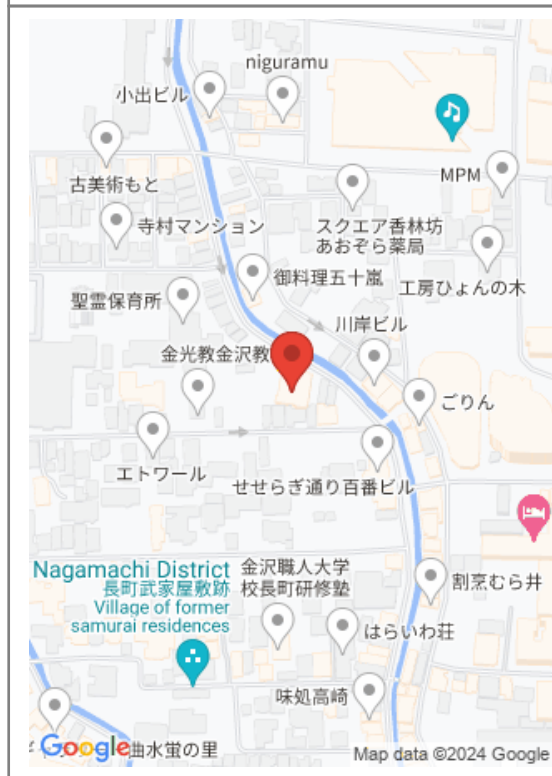 niguramu
小出ビル
古美術もと
MPM
寺村マンション
スクエア香林坊
あおぞら薬局
御料理五十嵐
工房ひょんの木
聖霊保育所
川岸ビル
金光教金沢教
ごりん
エトワール
せせらぎ通り百番ビル
Nagamachi District
長町武家屋敷跡
Village of former
samurai residences
金沢職人大学
校長町研修塾
割烹むら井
はらいわ荘
味処高崎
Google
曲水蛍の里
Map data ©2024 Google